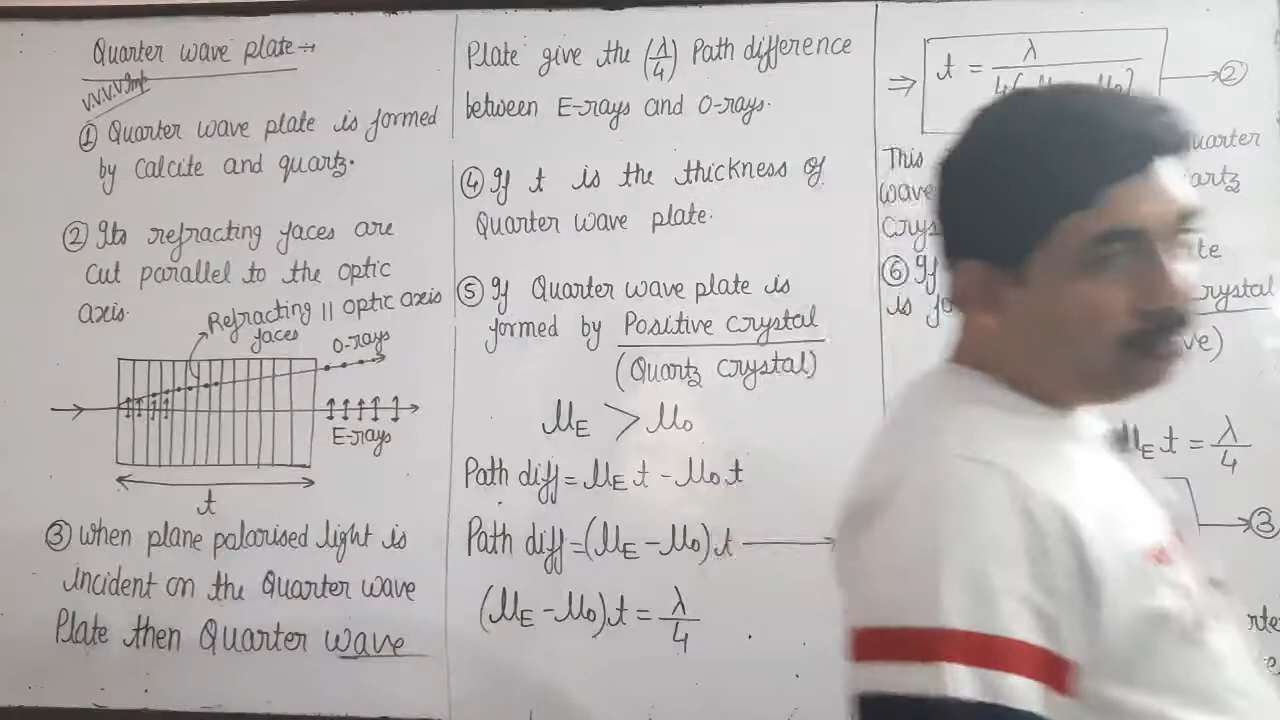 Quarter wave plate→
V.V.V.V Imp
① Quarter wave plate is formed
by Calcite and quartz.
② Its refracting faces are
cut parallel to the optic
axis.
Refracting || optic axis
faces
O-rays
E-rays
t
③ When plane polarised light is
incident on the Quarter wave
Plate then Quarter wave
Plate give the (λ/4) Path difference
between E-rays and O-rays.
④ If t is the thickness of
Quarter wave plate.
⑤ If Quarter wave plate is
formed by Positive crystal
(Quartz crystal)
μE > μo
Path diff = μE t - μo t
Path diff = (μE - μo) t
(μE - μo) t = λ/4
⇒ t = λ
②
This
uarter
wave
artz
Crys
te
⑥ If
rystal
is fo
ve)
μE t = λ/4
③